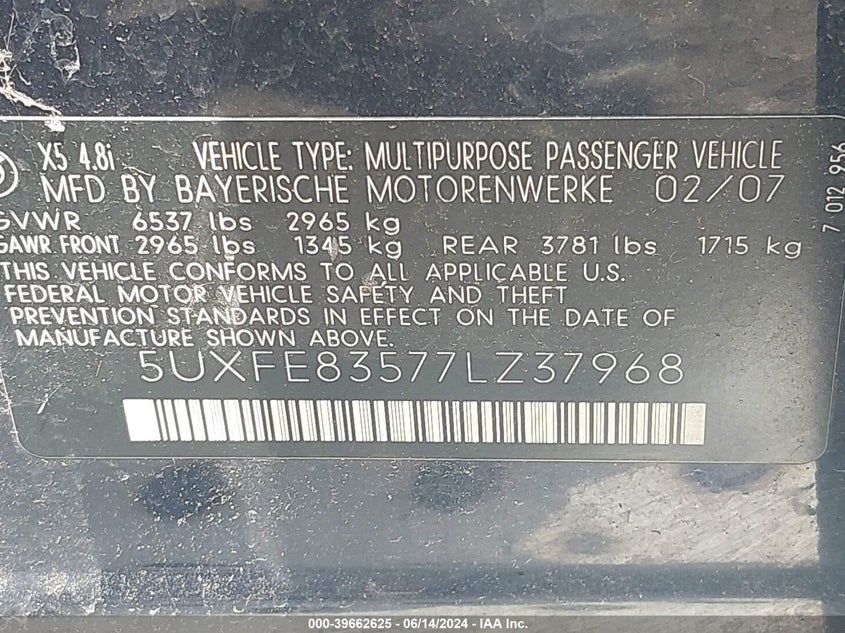 X5 4.8i VEHICLE TYPE: MULTIPURPOSE PASSENGER VEHICLE
MFD BY BAYERISCHE MOTORENWERKE 02/07
GVWR 6537 lbs 2965 kg
GAWR FRONT 2965 lbs 1345 kg REAR 3781 lbs 1715 kg
THIS VEHICLE CONFORMS TO ALL APPLICABLE U.S.
FEDERAL MOTOR VEHICLE SAFETY AND THEFT
PREVENTION STANDARDS IN EFFECT ON THE DATE OF
MANUFACTURE SHOWN ABOVE.
5UXFE83577LZ37968
7 012 956
000-39662625 - 06/14/2024 - IAA Inc.